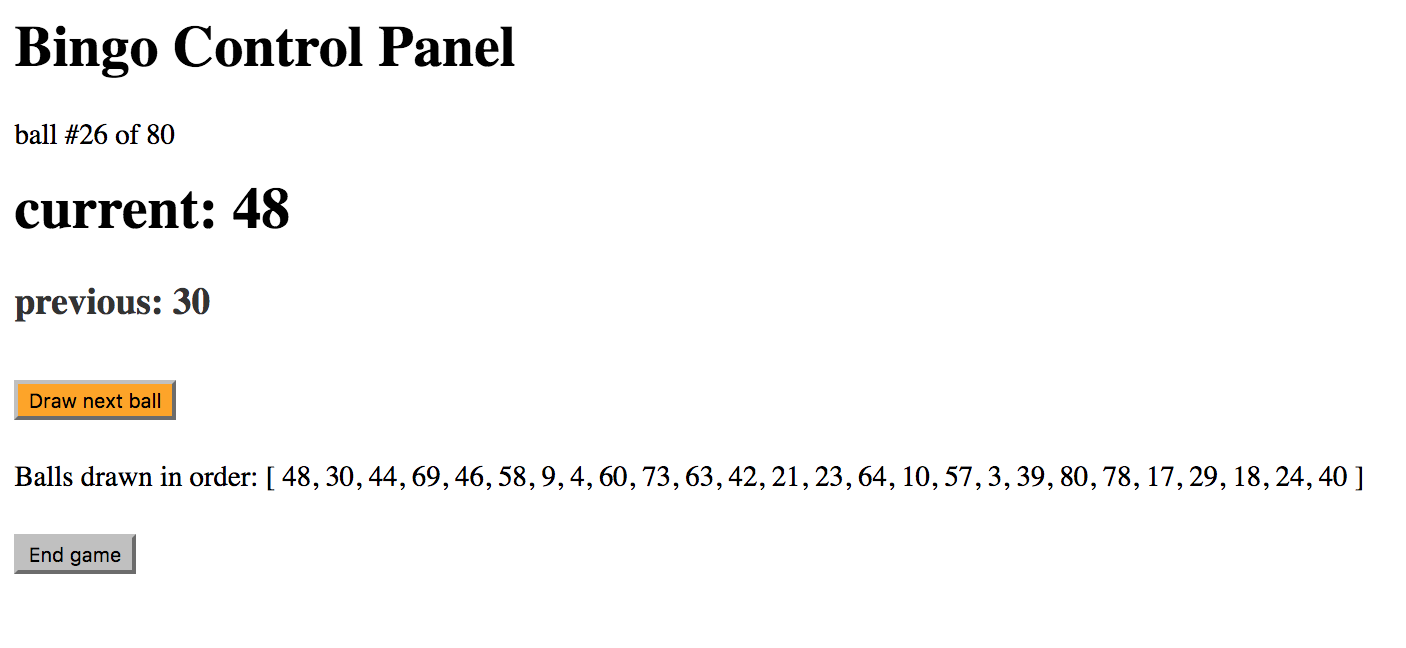 Bingo Control Panel
ball #26 of 80
current: 48
previous: 30
Draw next ball
Balls drawn in order: [ 48, 30, 44, 69, 46, 58, 9, 4, 60, 73, 63, 42, 21, 23, 64, 10, 57, 3, 39, 80, 78, 17, 29, 18, 24, 40 ]
End game